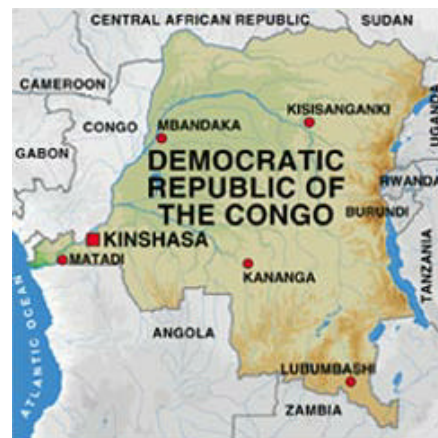 CENTRAL AFRICAN REPUBLIC
SUDAN
CAMEROON
UGANDA
KISISANGANKI
CONGO
MBANDAKA
GABON
DEMOCRATIC
REPUBLIC OF
THE CONGO
RWANDA
BURUNDI
KINSHASA
MATADI
KANANGA
TANZANIA
ATLANTIC OCEAN
ANGOLA
LUBUMBASHI
ZAMBIA